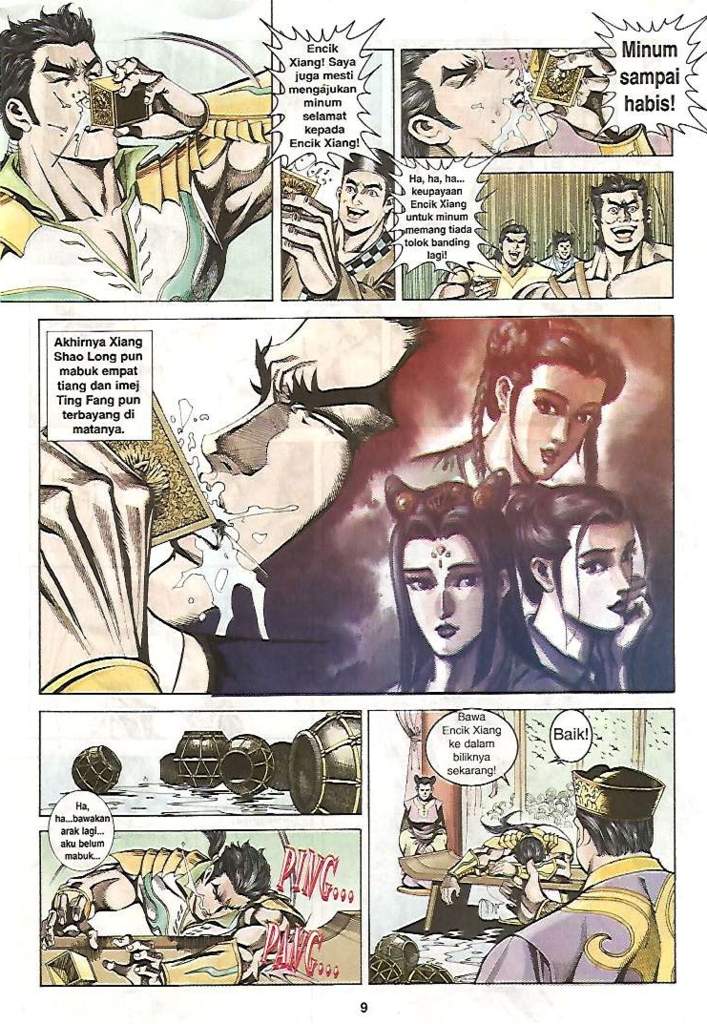 Encik
Xiang! Saya
juga mesti
mengajukan
minum
selamat
kepada
Encik Xiang!
Minum
sampai
habis!
Ha, ha, ha...
keupayaan
Encik Xiang
untuk minum
memang tiada
tolok banding
lagi!
Akhirnya Xiang
Shao Long pun
mabuk empat
tiang dan imej
Ting Fang pun
terbayang di
matanya.
Ha,
ha...bawakan
arak lagi...
aku belum
mabuk...
PING...
PANG...
Bawa
Encik Xiang
ke dalam
biliknya
sekarang!
Baik!
9